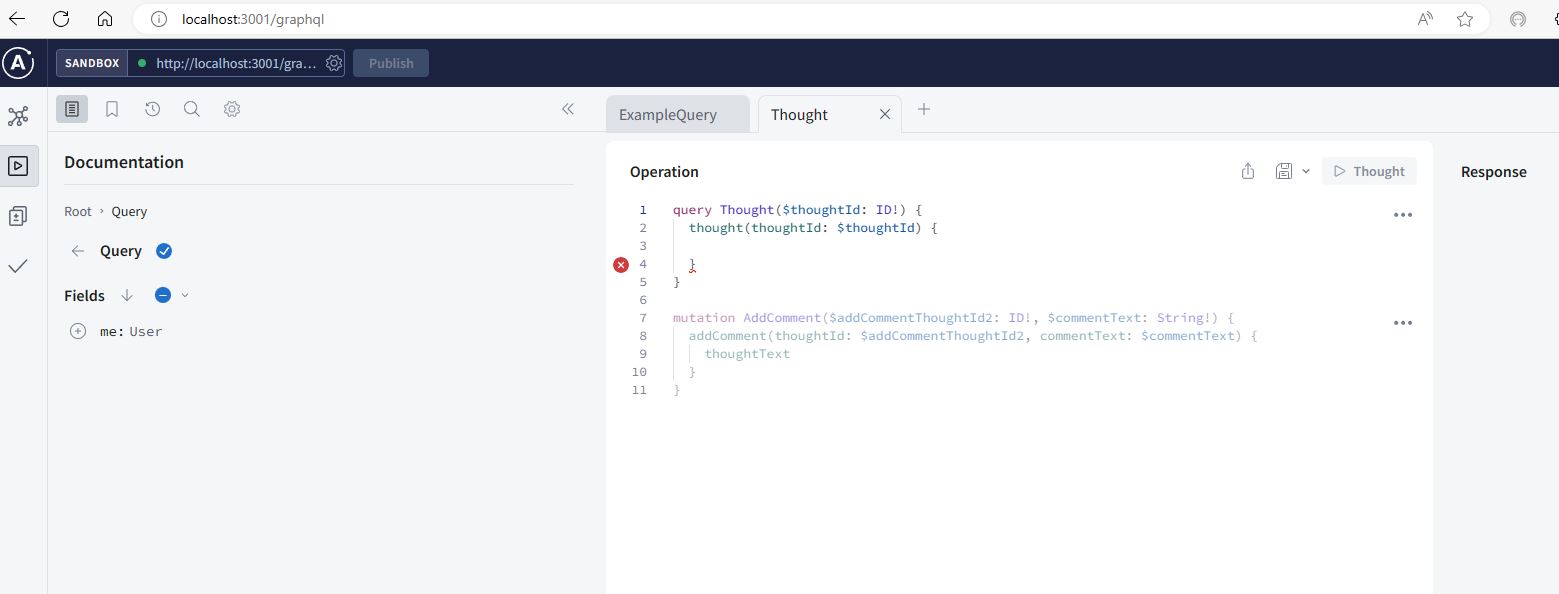 localhost:3001/graphql
SANDBOX http://localhost:3001/gra... Publish
ExampleQuery Thought
Documentation
Root › Query
Query
Fields
me: User
Operation
Thought
1 query Thought($thoughtId: ID!) {
2 thought(thoughtId: $thoughtId) {
3
4 }
5 }
6
7 mutation AddComment($addCommentThoughtId2: ID!, $commentText: String!) {
8 addComment(thoughtId: $addCommentThoughtId2, commentText: $commentText) {
9 thoughtText
10 }
11 }
Response